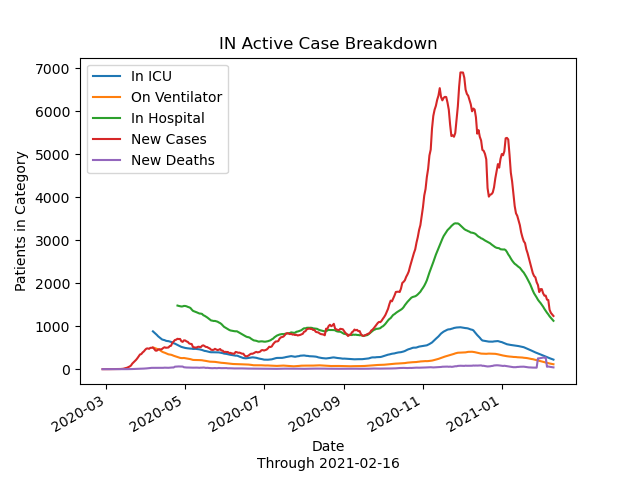 IN Active Case Breakdown
In ICU
On Ventilator
In Hospital
New Cases
New Deaths
7000
6000
5000
4000
3000
2000
1000
0
Patients in Category
2020-03
2020-05
2020-07
2020-09
2020-11
2021-01
Date
Through 2021-02-16